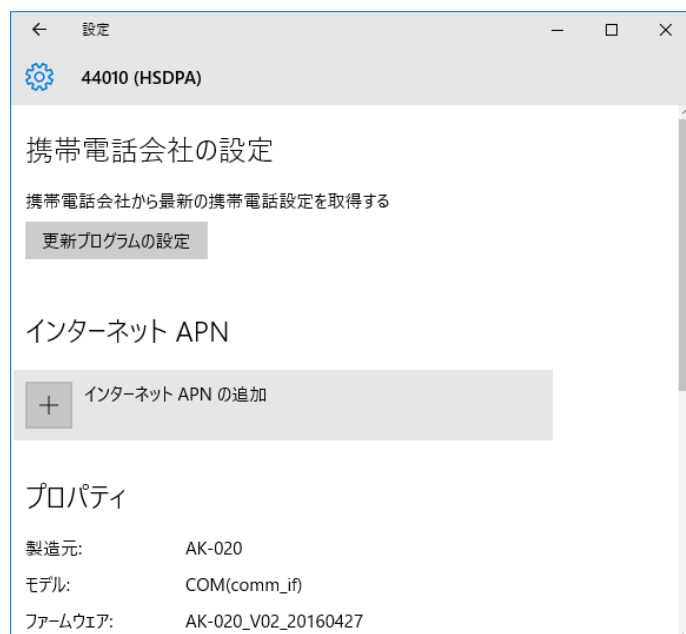 設定
44010 (HSDPA)
携帯電話会社の設定
携帯電話会社から最新の携帯電話設定を取得する
更新プログラムの設定
インターネット APN
インターネット APN の追加
プロパティ
製造元: AK-020
モデル: COM(comm_if)
ファームウェア: AK-020_V02_20160427